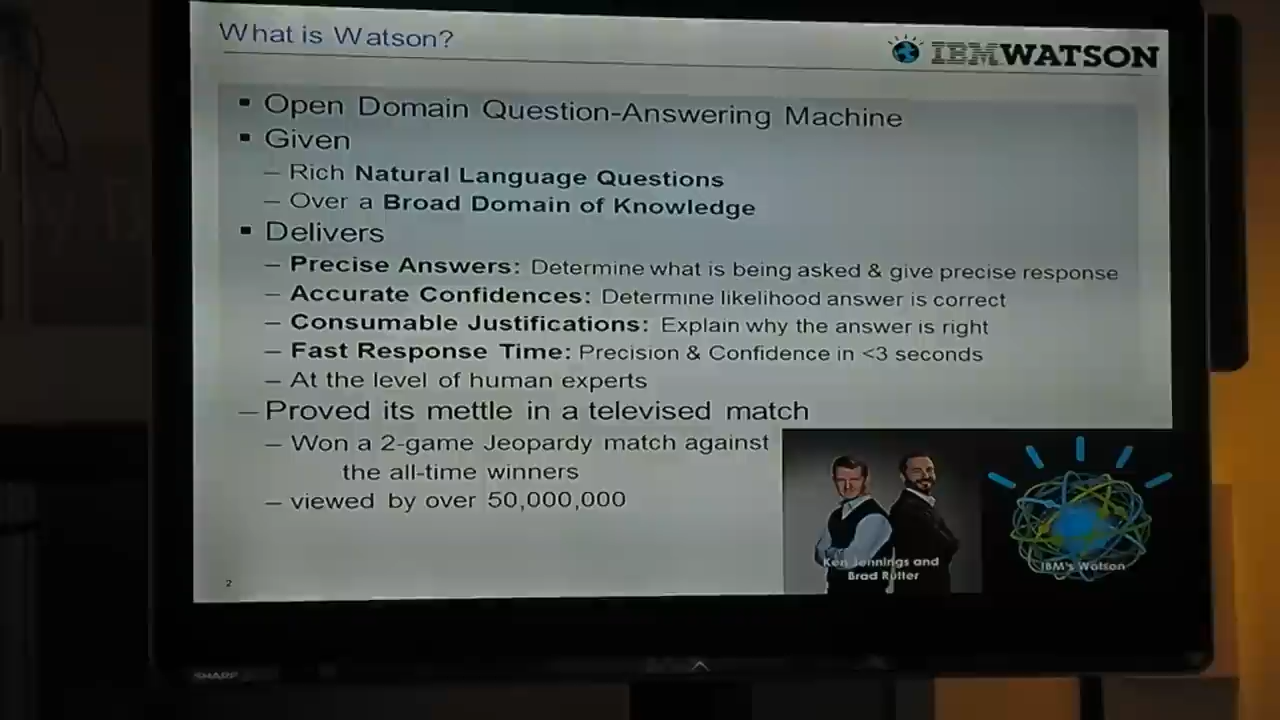 What is Watson?
IBM WATSON
▪ Open Domain Question-Answering Machine
▪ Given
– Rich Natural Language Questions
– Over a Broad Domain of Knowledge
▪ Delivers
– Precise Answers: Determine what is being asked & give precise response
– Accurate Confidences: Determine likelihood answer is correct
– Consumable Justifications: Explain why the answer is right
– Fast Response Time: Precision & Confidence in <3 seconds
– At the level of human experts
– Proved its mettle in a televised match
– Won a 2-game Jeopardy match against
the all-time winners
– viewed by over 50,000,000
Ken Jennings and
Brad Rutter
IBM's Watson
2
SHARP